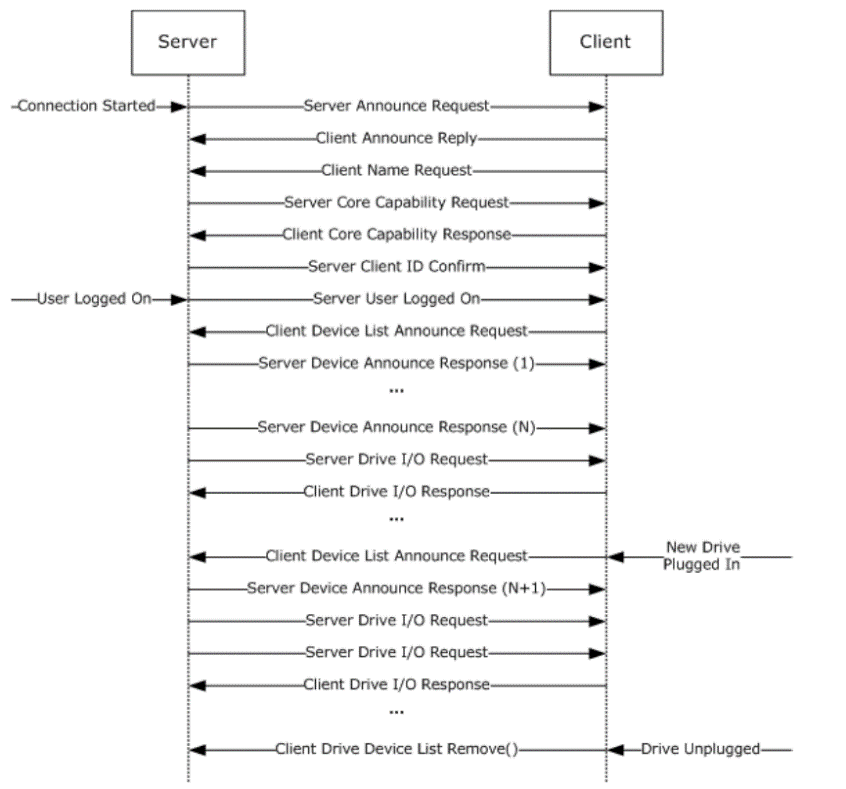 Server
Client
Connection Started
Server Announce Request
Client Announce Reply
Client Name Request
Server Core Capability Request
Client Core Capability Response
Server Client ID Confirm
User Logged On
Server User Logged On
Client Device List Announce Request
Server Device Announce Response (1)
...
Server Device Announce Response (N)
Server Drive I/O Request
Client Drive I/O Response
...
Client Device List Announce Request
New Drive
Plugged In
Server Device Announce Response (N+1)
Server Drive I/O Request
Server Drive I/O Request
Client Drive I/O Response
...
Client Drive Device List Remove()
Drive Unplugged